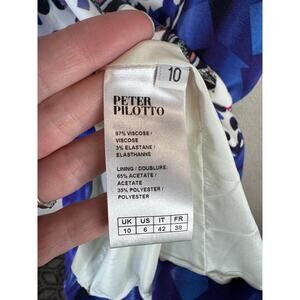 10
PETER
PILOTTO
97% VISCOSE /
VISCOSE
3% ELASTANE /
ELASTHANNE
LINING / DOUBLURE:
65% ACETATE /
ACETATE
35% POLYESTER /
POLYESTER
UK US IT FR
10 6 42 38